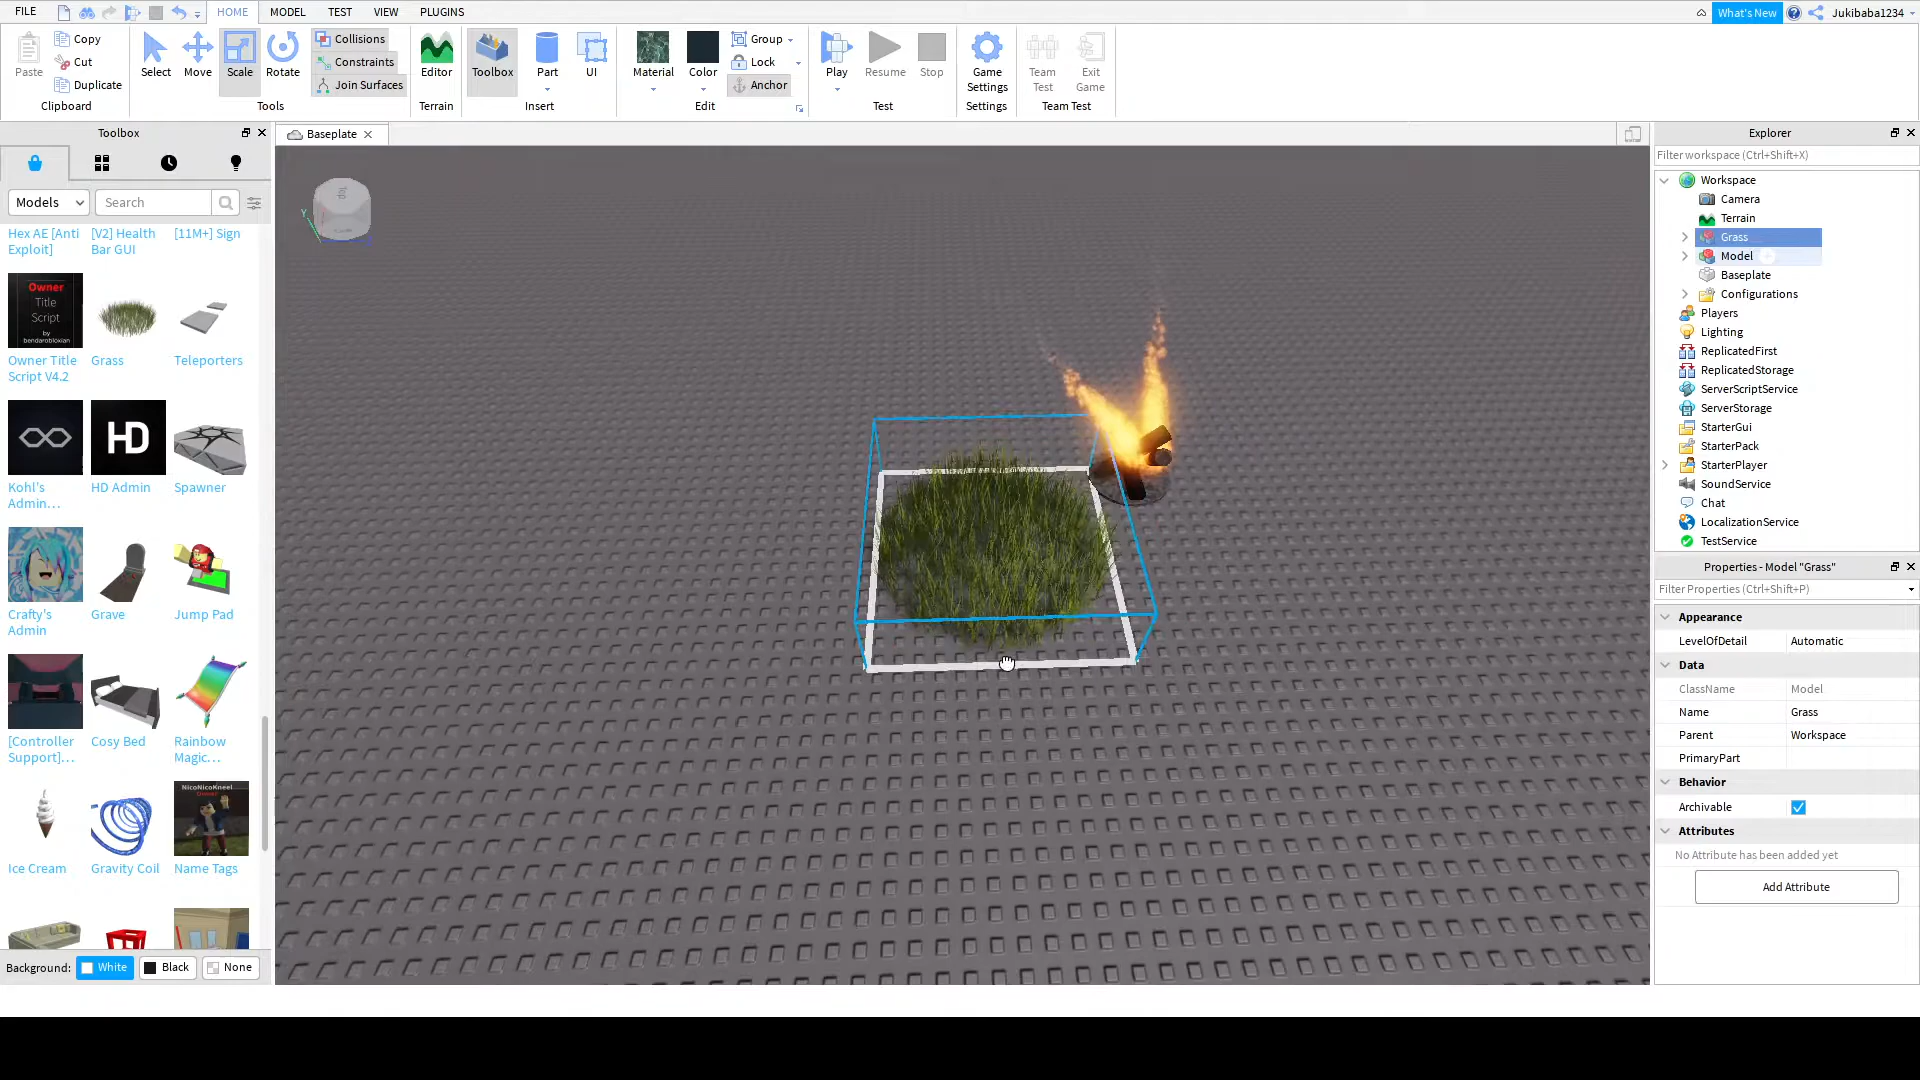 FILE HOME MODEL TEST VIEW PLUGINS What's New Jukibaba1234
Paste Copy Cut Duplicate Clipboard
Select Move Scale Rotate Collisions Constraints Join Surfaces Tools
Editor Terrain
Toolbox Part UI Insert
Material Color Group Lock Anchor Edit
Play Resume Stop Test
Game Settings Settings
Team Test Exit Game Team Test
Toolbox
Models Search
Hex AE [Anti Exploit]
[V2] Health Bar GUI
[11M+] Sign
Owner
Title
Script
by
bendarobloxian
Owner Title Script V4.2
Grass
Teleporters
HD
Kohl's Admin...
HD Admin
Spawner
Crafty's Admin
Grave
Jump Pad
[Controller Support]...
Cosy Bed
Rainbow Magic...
NicoNicoKneel
Ice Cream
Gravity Coil
Name Tags
Background: White Black None
Baseplate
Top
Y
Explorer
Filter workspace (Ctrl+Shift+X)
Workspace
Camera
Terrain
Grass
Model
Baseplate
Configurations
Players
Lighting
ReplicatedFirst
ReplicatedStorage
ServerScriptService
ServerStorage
StarterGui
StarterPack
StarterPlayer
SoundService
Chat
LocalizationService
TestService
Properties - Model "Grass"
Filter Properties (Ctrl+Shift+P)
Appearance
LevelOfDetail Automatic
Data
ClassName Model
Name Grass
Parent Workspace
PrimaryPart
Behavior
Archivable
Attributes
No Attribute has been added yet
Add Attribute